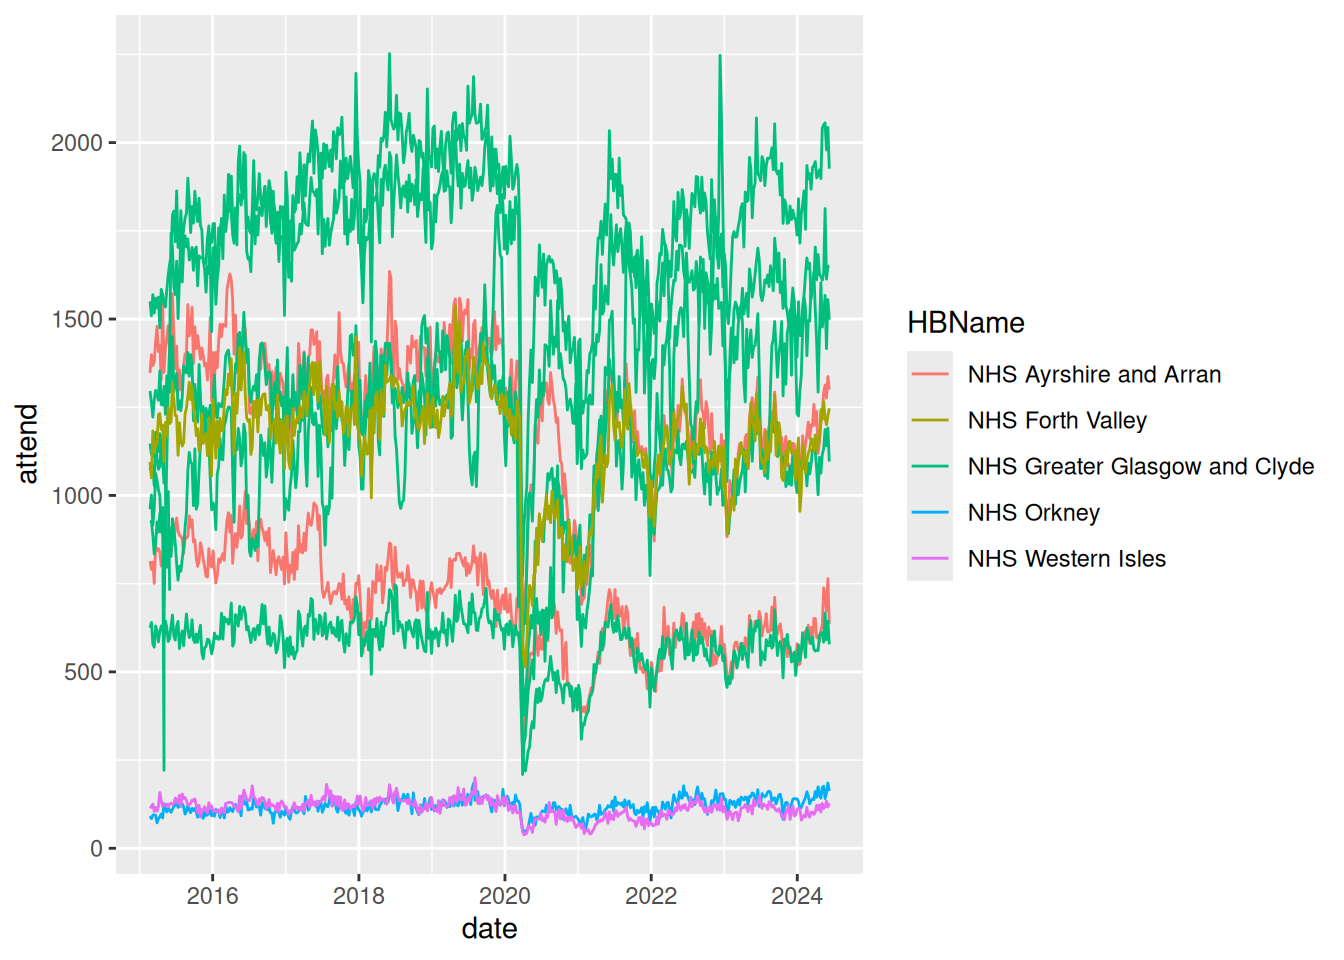 2000
1500
1000
500
0
attend
2016 2018 2020 2022 2024
date
HBName
NHS Ayrshire and Arran
NHS Forth Valley
NHS Greater Glasgow and Clyde
NHS Orkney
NHS Western Isles